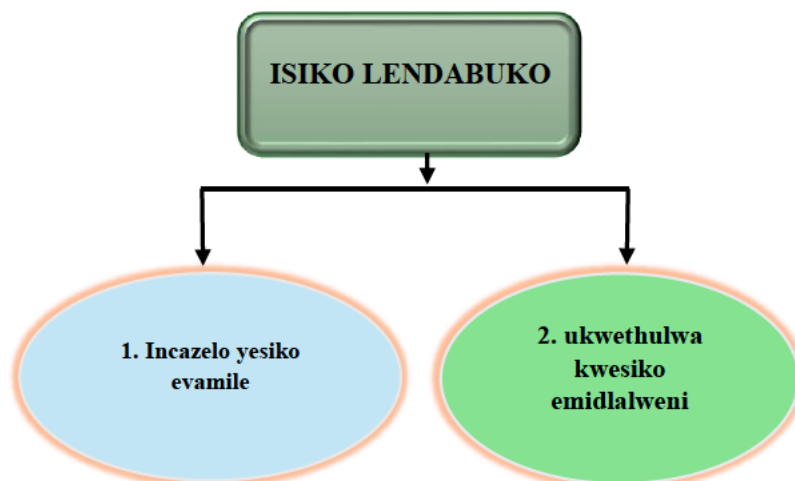 ISIKO LENDABUKO
1. Incazelo yesiko
evamile
2. ukwethulwa
kwesiko
emidlalweni